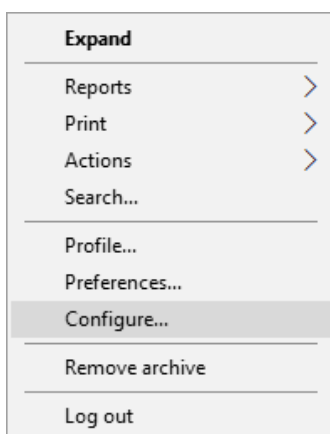 Expand
Reports
Print
Actions
Search...
Profile...
Preferences...
Configure...
Remove archive
Log out